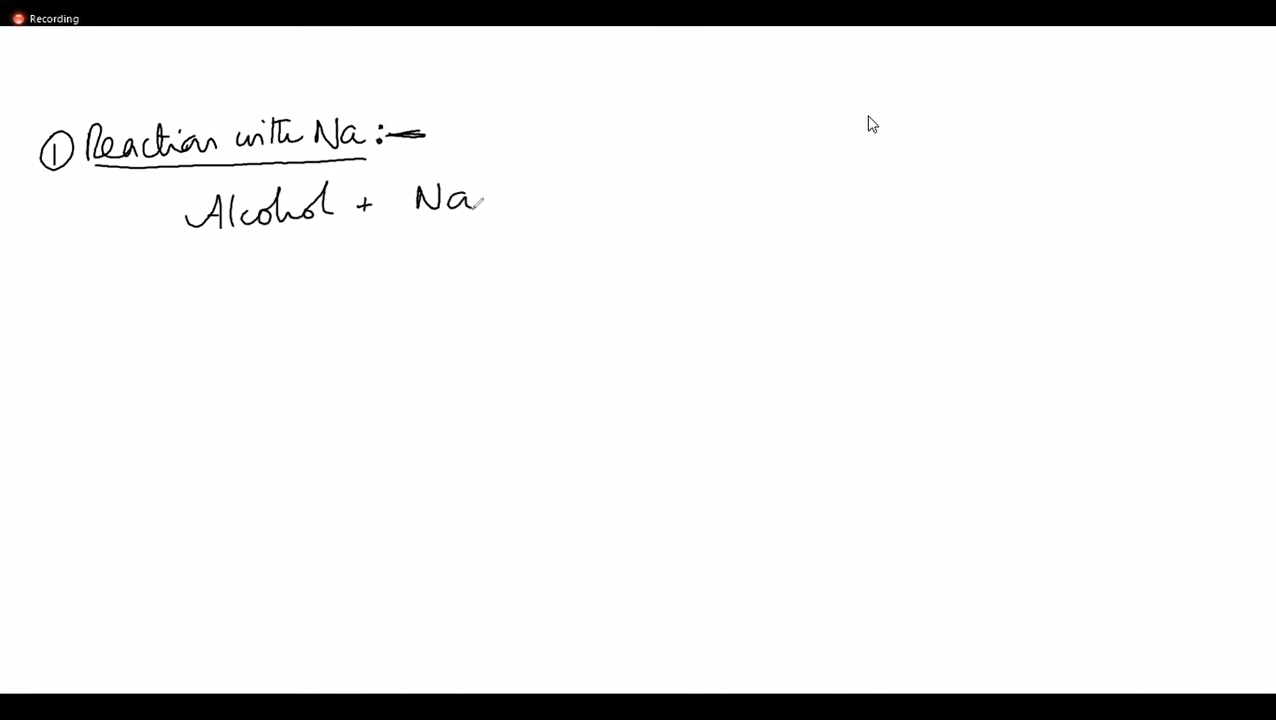 Recording
① Reaction with Na :-
Alcohol + Na